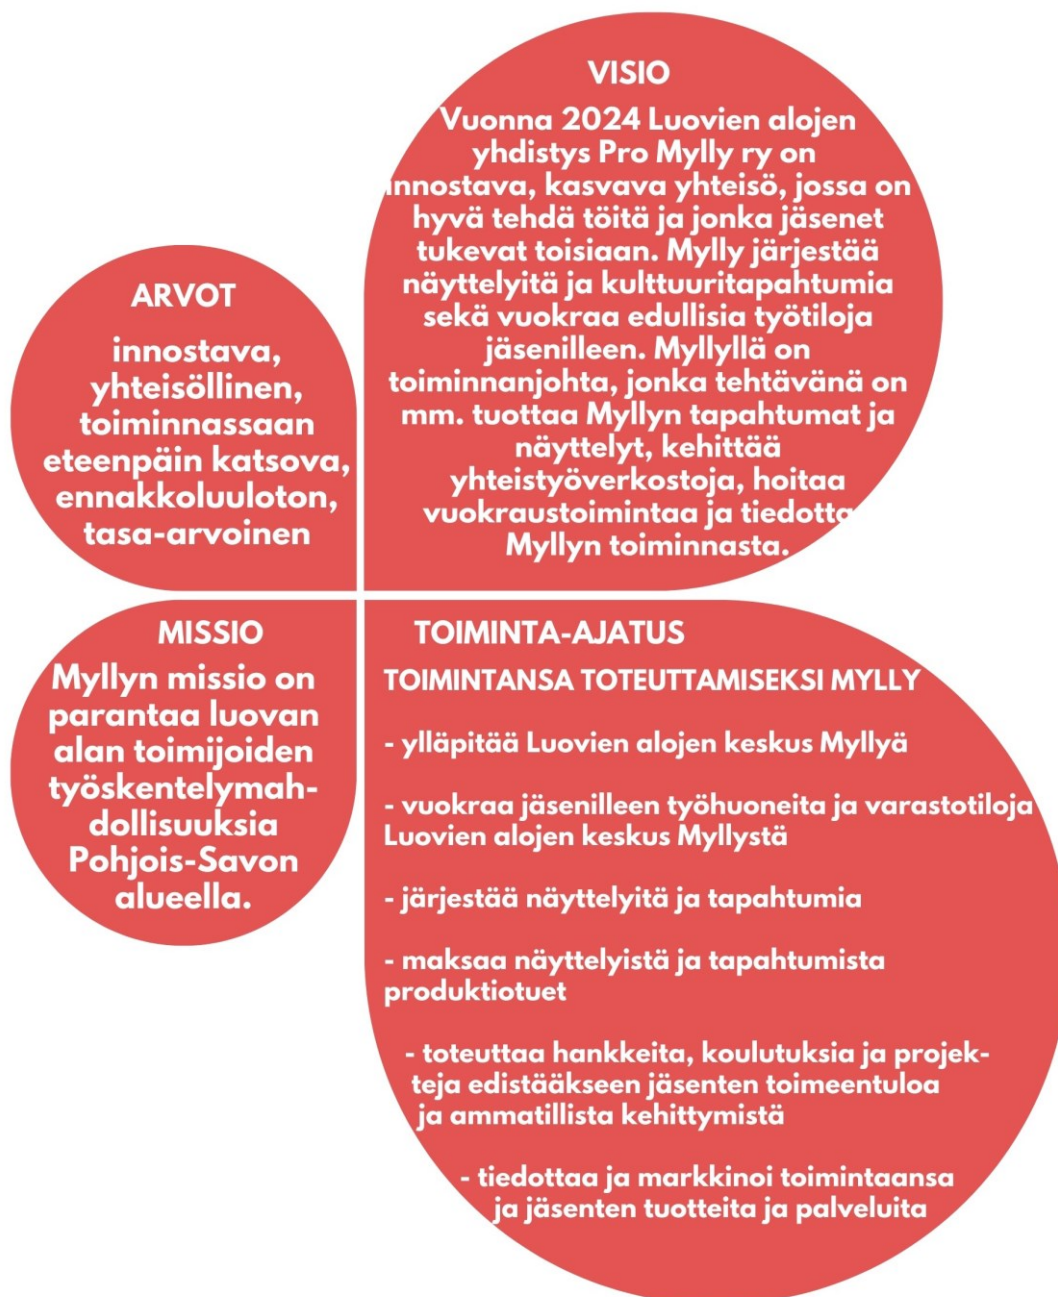 VISIO
Vuonna 2024 Luovien alojen
yhdistys Pro Mylly ry on
innostava, kasvava yhteisö, jossa on
hyvä tehdä töitä ja jonka jäsenet
tukevat toisiaan. Mylly järjestää
näyttelyitä ja kulttuuritapahtumia
sekä vuokraa edullisia työtiloja
jäsenilleen. Myllyllä on
toiminnanjohta, jonka tehtävänä on
mm. tuottaa Myllyn tapahtumat ja
näyttelyt, kehittää
yhteistyöverkostoja, hoitaa
vuokraustoimintaa ja tiedotta
Myllyn toiminnasta.
ARVOT
innostava,
yhteisöllinen,
toiminnassaan
eteenpäin katsova,
ennakkoluuloton,
tasa-arvoinen
MISSIO
Myllyn missio on
parantaa luovan
alan toimijoiden
työskentelymah-
dollisuuksia
Pohjois-Savon
alueella.
TOIMINTA-AJATUS
TOIMINTANSA TOTEUTTAMISEKSI MYLLY
- ylläpitää Luovien alojen keskus Myllyä
- vuokraa jäsenilleen työhuoneita ja varastotiloja
Luovien alojen keskus Myllystä
- järjestää näyttelyitä ja tapahtumia
- maksaa näyttelyistä ja tapahtumista
produktiotuet
- toteuttaa hankkeita, koulutuksia ja projek-
teja edistääkseen jäsenten toimeentuloa
ja ammatillista kehittymistä
- tiedottaa ja markkinoi toimintaansa
ja jäsenten tuotteita ja palveluita